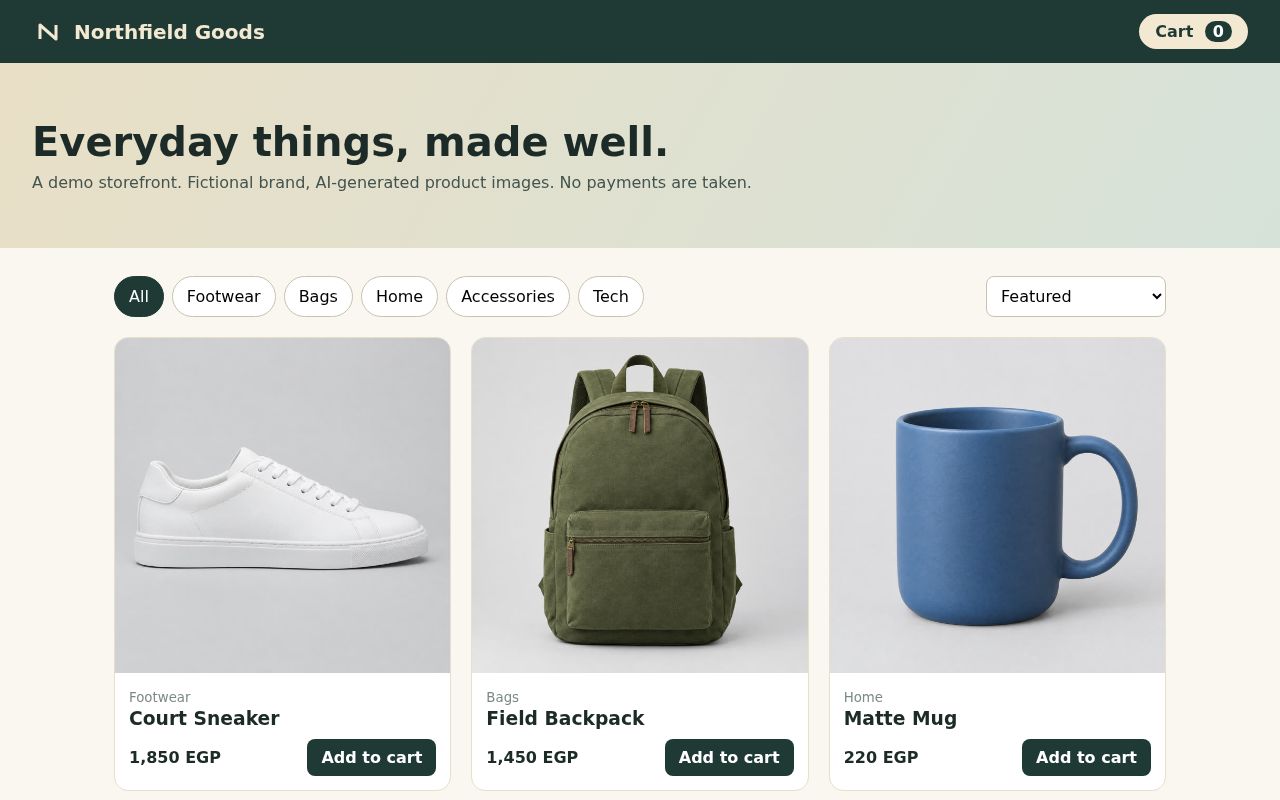 Northfield Goods
Cart 0
Everyday things, made well.
A demo storefront. Fictional brand, AI-generated product images. No payments are taken.
All Footwear Bags Home Accessories Tech Featured
Footwear
Court Sneaker
1,850 EGP Add to cart
Bags
Field Backpack
1,450 EGP Add to cart
Home
Matte Mug
220 EGP Add to cart